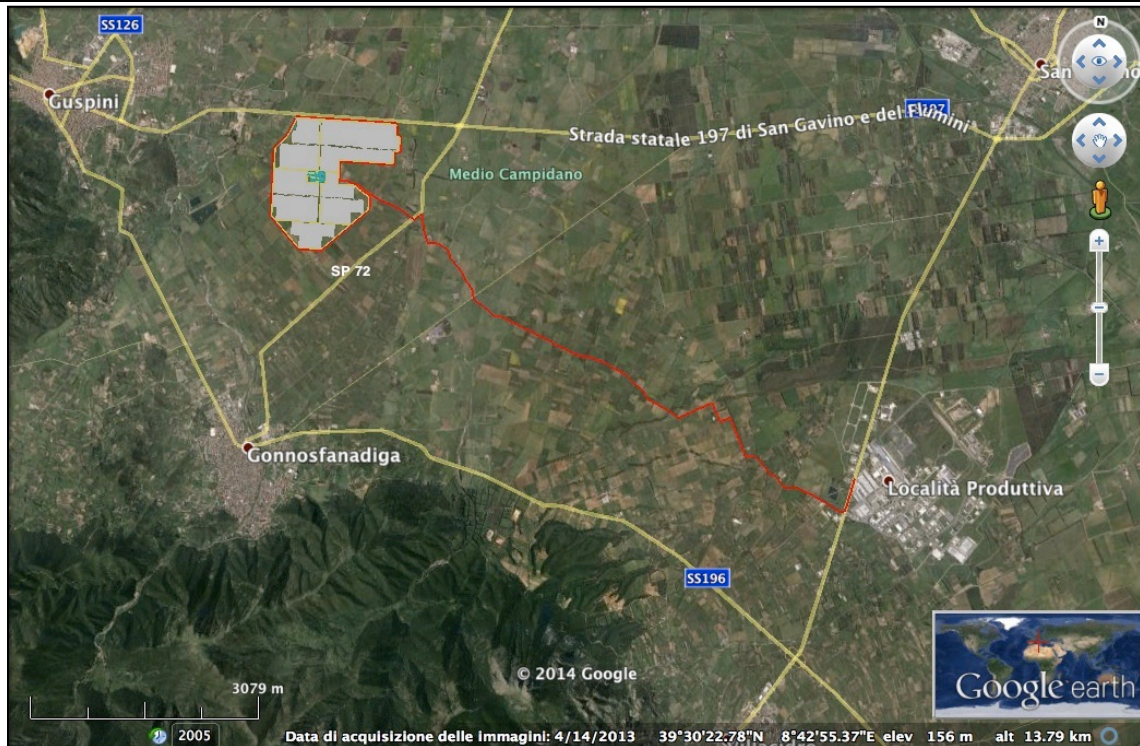 SS126
Guspini
San
Strada statale 197 di San Gavino e del Flumini
Medio Campidano
SP 72
N
Gonnosfanadiga
Località Produttiva
SS196
© 2014 Google
3079 m
Google earth
2005
Data di acquisizione delle immagini: 4/14/2013 39°30'22.78"N 8°42'55.37"E elev 156 m alt 13.79 km